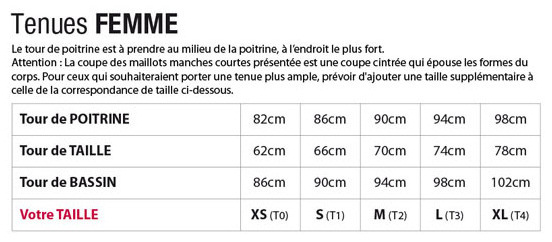 Tenues FEMME
Le tour de poitrine est à prendre au milieu de la poitrine, à l'endroit le plus fort.
Attention : La coupe des maillots manches courtes présentée est une coupe cintrée qui épouse les formes du
corps. Pour ceux qui souhaiteraient porter une tenue plus ample, prévoir d'ajouter une taille supplémentaire à
celle de la correspondance de taille ci-dessous.
Tour de POITRINE 82cm 86cm 90cm 94cm 98cm
Tour de TAILLE 62cm 66cm 70cm 74cm 78cm
Tour de BASSIN 86cm 90cm 94cm 98cm 102cm
Votre TAILLE XS (T0) S (T1) M (T2) L (T3) XL (T4)